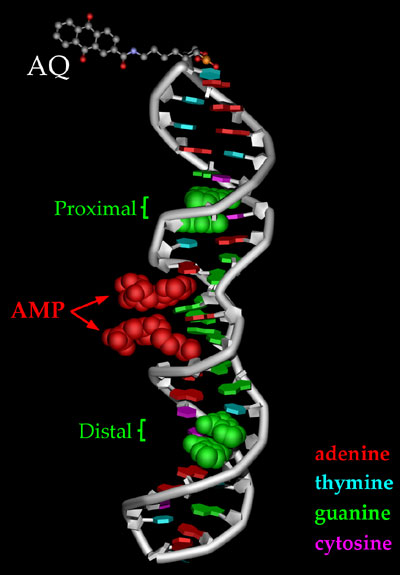 AQ
Proximal {
AMP
Distal {
adenine
thymine
guanine
cytosine